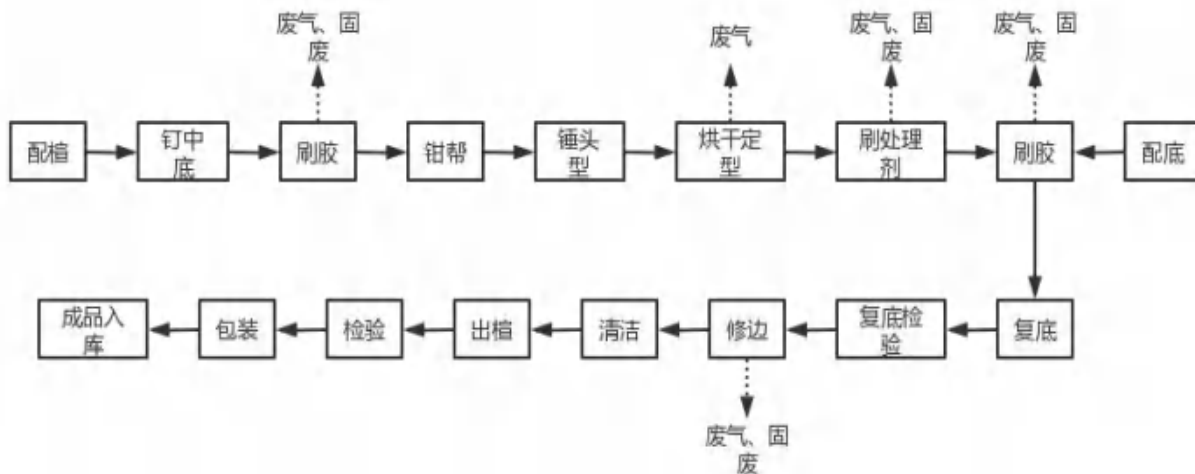 废气、固
废
废气
废气、固
废
废气、固
废
配楦
钉中
底
刷胶
钳帮
锤头
型
烘干定
型
刷处理
剂
刷胶
配底
成品入
库
包装
检验
出楦
清洁
修边
复底检
验
复底
废气、固
废